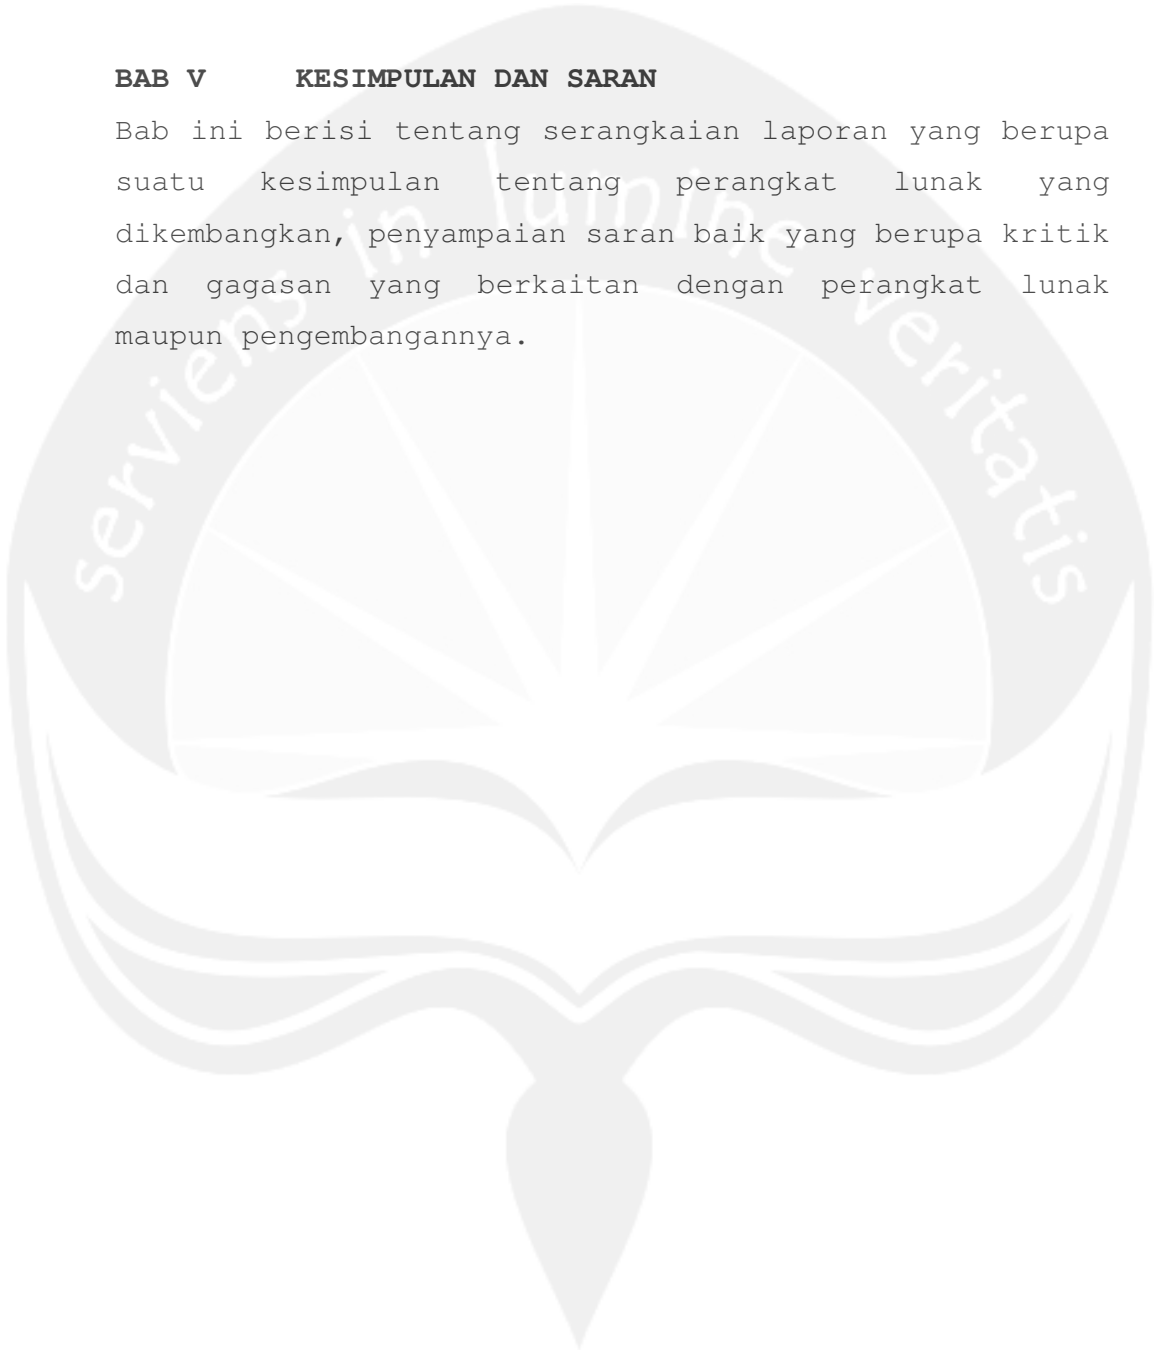 BAB V KESIMPULAN DAN SARAN
Bab ini berisi tentang serangkaian laporan yang berupa
suatu kesimpulan tentang perangkat lunak yang
dikembangkan, penyampaian saran baik yang berupa kritik
dan gagasan yang berkaitan dengan perangkat lunak
maupun pengembangannya.
serviens in lumine veritatis